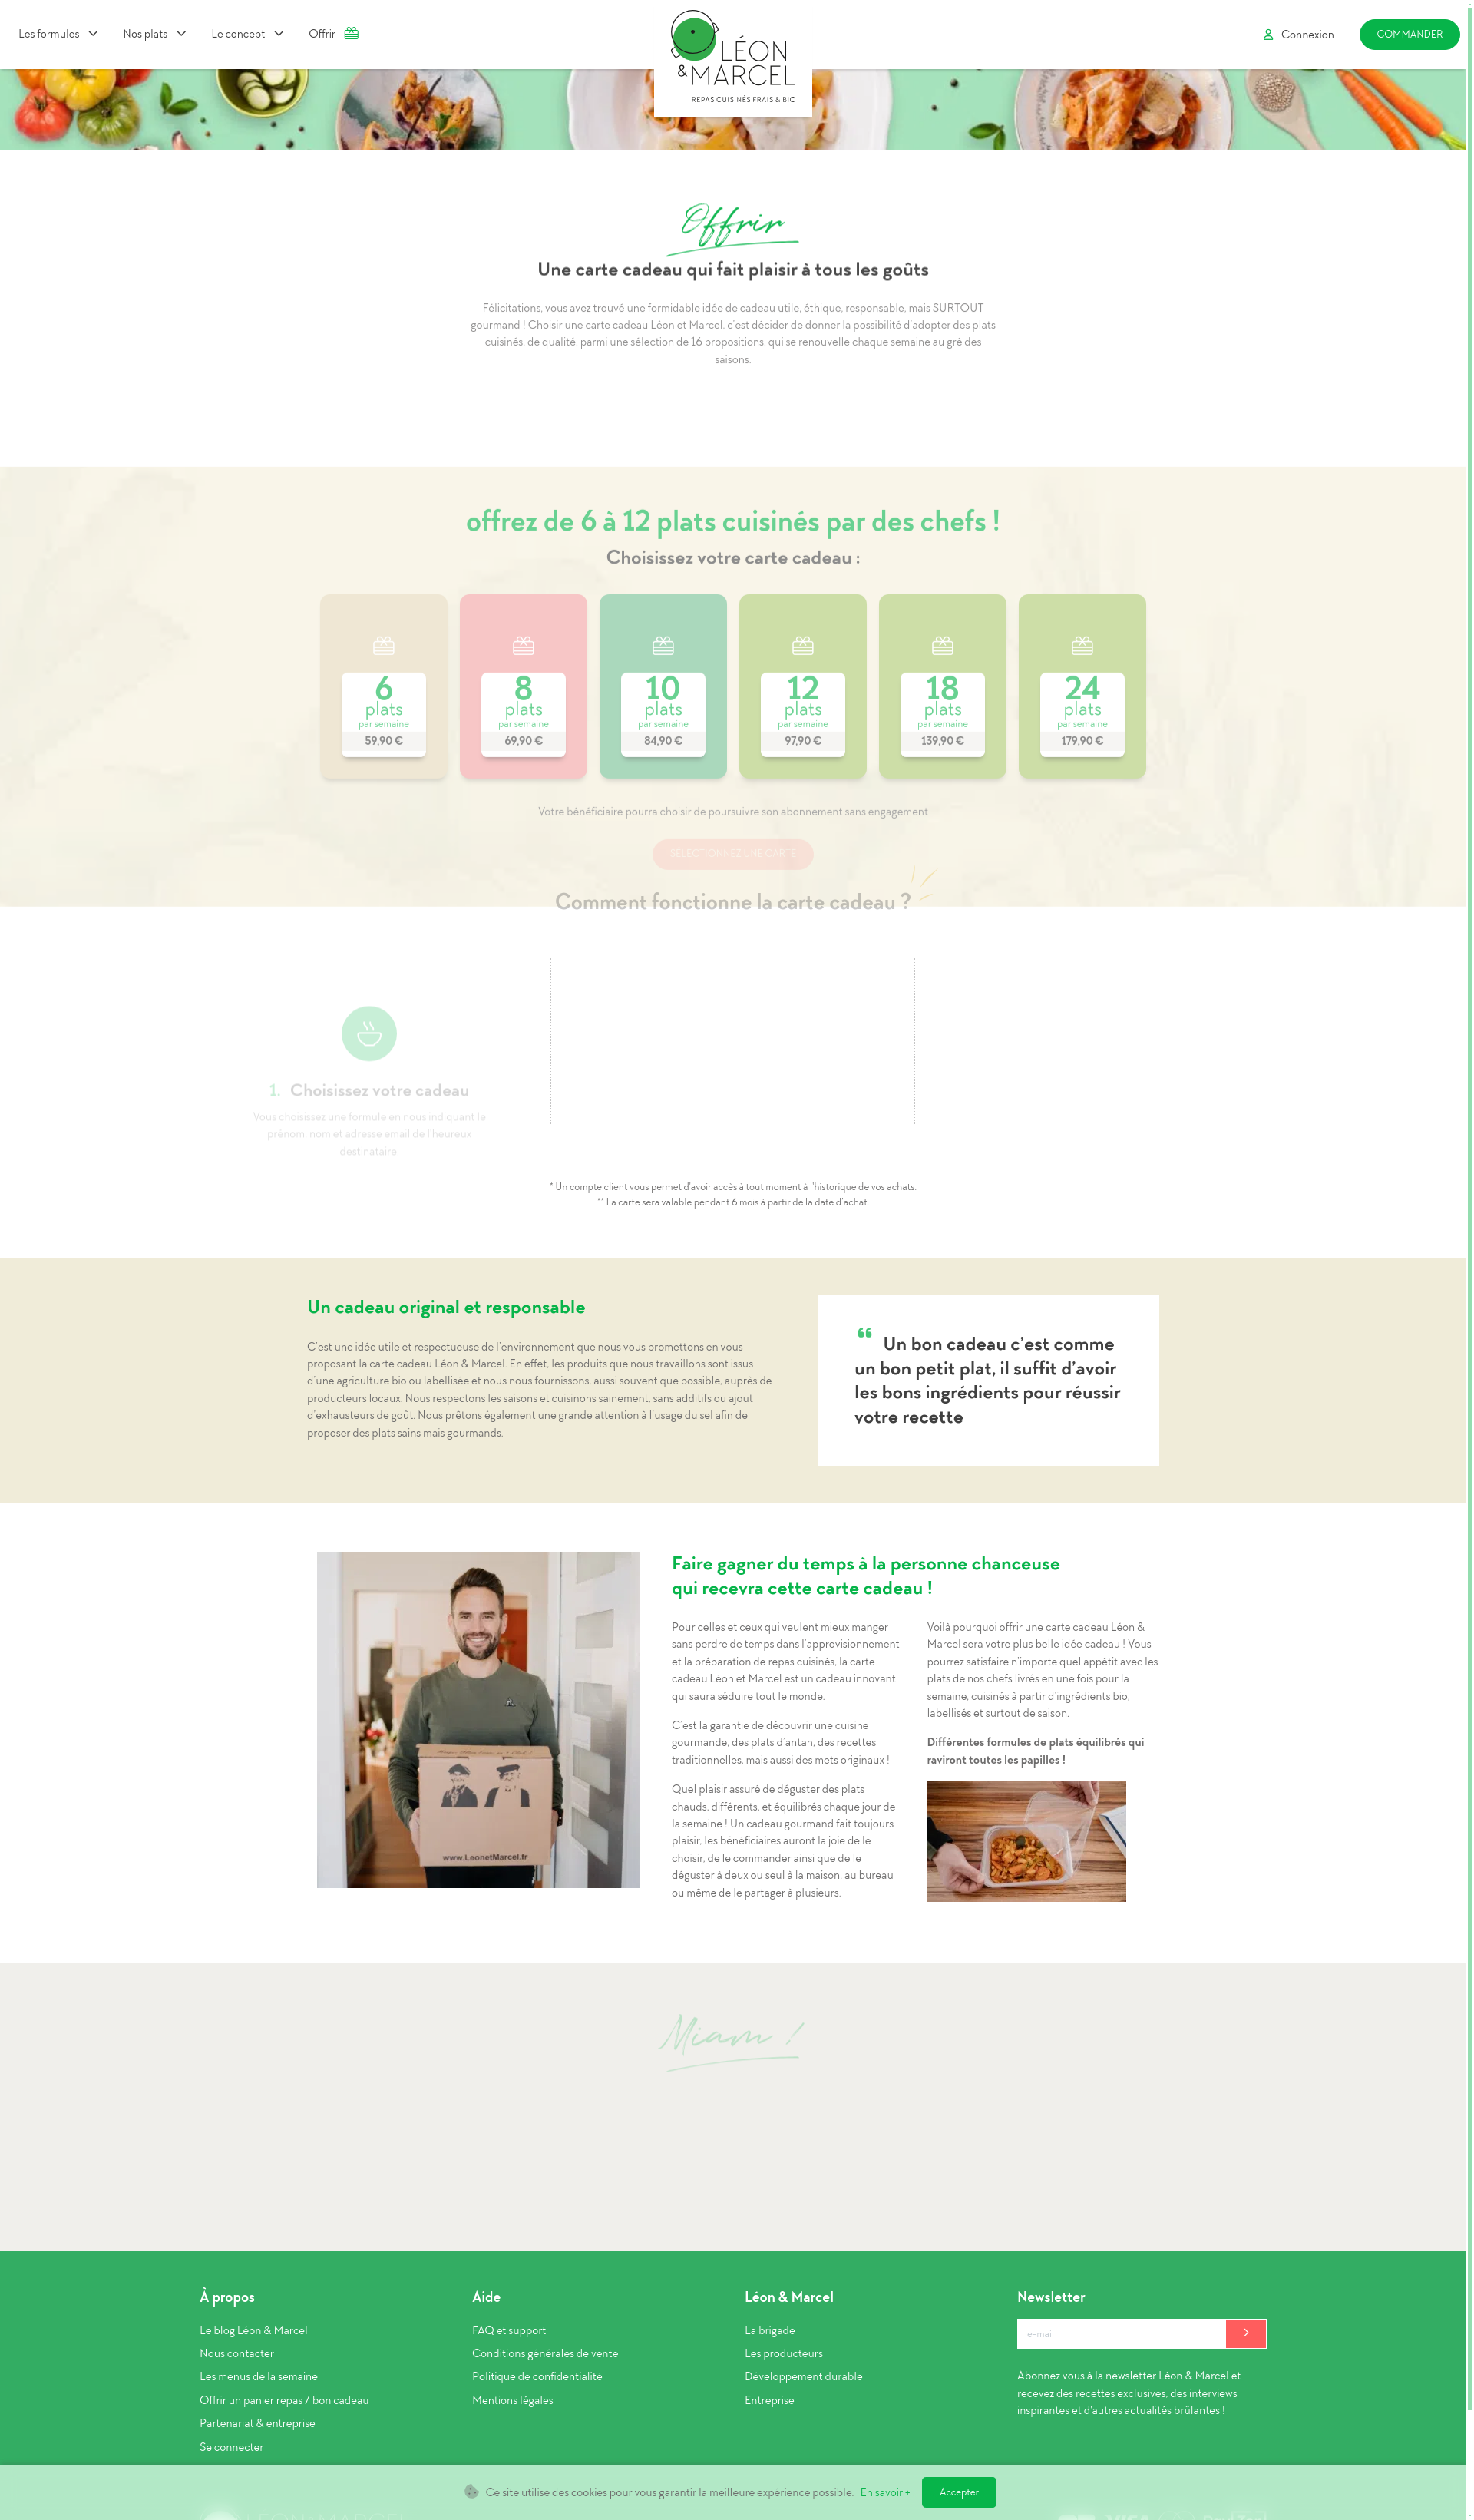 Les formules
Nos plats
Le concept
Offrir
LÉON
& MARCEL
REPAS CUISINÉS FRAIS & BIO
Connexion
COMMANDER
Offrir
Une carte cadeau qui fait plaisir à tous les goûts
Félicitations, vous avez trouvé une formidable idée de cadeau utile, éthique, responsable, mais SURTOUT
gourmand ! Choisir une carte cadeau Léon et Marcel, c'est décider de donner la possibilité d'adopter des plats
cuisinés, de qualité, parmi une sélection de 16 propositions, qui se renouvelle chaque semaine au gré des
saisons.
offrez de 6 à 12 plats cuisinés par des chefs !
Choisissez votre carte cadeau :
6
plats
par semaine
59,90 €
8
plats
par semaine
69,90 €
10
plats
par semaine
84,90 €
12
plats
par semaine
97,90 €
18
plats
par semaine
139,90 €
24
plats
par semaine
179,90 €
Votre bénéficiaire pourra choisir de poursuivre son abonnement sans engagement
SÉLECTIONNEZ UNE CARTE
Comment fonctionne la carte cadeau ?
1. Choisissez votre cadeau
Vous choisissez une formule en nous indiquant le
prénom, nom et adresse email de l'heureux
destinataire.
* Un compte client vous permet d'avoir accès à tout moment à l'historique de vos achats.
** La carte sera valable pendant 6 mois à partir de la date d'achat.
Un cadeau original et responsable
C'est une idée utile et respectueuse de l'environnement que nous vous promettons en vous
proposant la carte cadeau Léon & Marcel. En effet, les produits que nous travaillons sont issus
d'une agriculture bio ou labellisée et nous nous fournissons, aussi souvent que possible, auprès de
producteurs locaux. Nous respectons les saisons et cuisinons sainement, sans additifs ou ajout
d'exhausteurs de goût. Nous prêtons également une grande attention à l'usage du sel afin de
proposer des plats sains mais gourmands.
“ Un bon cadeau c'est comme
un bon petit plat, il suffit d'avoir
les bons ingrédients pour réussir
votre recette
www.LeonetMarcel.fr
Faire gagner du temps à la personne chanceuse
qui recevra cette carte cadeau !
Pour celles et ceux qui veulent mieux manger
sans perdre de temps dans l'approvisionnement
et la préparation de repas cuisinés, la carte
cadeau Léon et Marcel est un cadeau innovant
qui saura séduire tout le monde.
C'est la garantie de découvrir une cuisine
gourmande, des plats d'antan, des recettes
traditionnelles, mais aussi des mets originaux !
Quel plaisir assuré de déguster des plats
chauds, différents, et équilibrés chaque jour de
la semaine ! Un cadeau gourmand fait toujours
plaisir, les bénéficiaires auront la joie de le
choisir, de le commander ainsi que de le
déguster à deux ou seul à la maison, au bureau
ou même de le partager à plusieurs.
Voilà pourquoi offrir une carte cadeau Léon &
Marcel sera votre plus belle idée cadeau ! Vous
pourrez satisfaire n'importe quel appétit avec les
plats de nos chefs livrés en une fois pour la
semaine, cuisinés à partir d'ingrédients bio,
labellisés et surtout de saison.
Différentes formules de plats équilibrés qui
raviront toutes les papilles !
Miam !
À propos
Le blog Léon & Marcel
Nous contacter
Les menus de la semaine
Offrir un panier repas / bon cadeau
Partenariat & entreprise
Se connecter
Aide
FAQ et support
Conditions générales de vente
Politique de confidentialité
Mentions légales
Léon & Marcel
La brigade
Les producteurs
Développement durable
Entreprise
Newsletter
e-mail
Abonnez vous à la newsletter Léon & Marcel et
recevez des recettes exclusives, des interviews
inspirantes et d'autres actualités brûlantes !
Ce site utilise des cookies pour vous garantir la meilleure expérience possible. En savoir +
Accepter